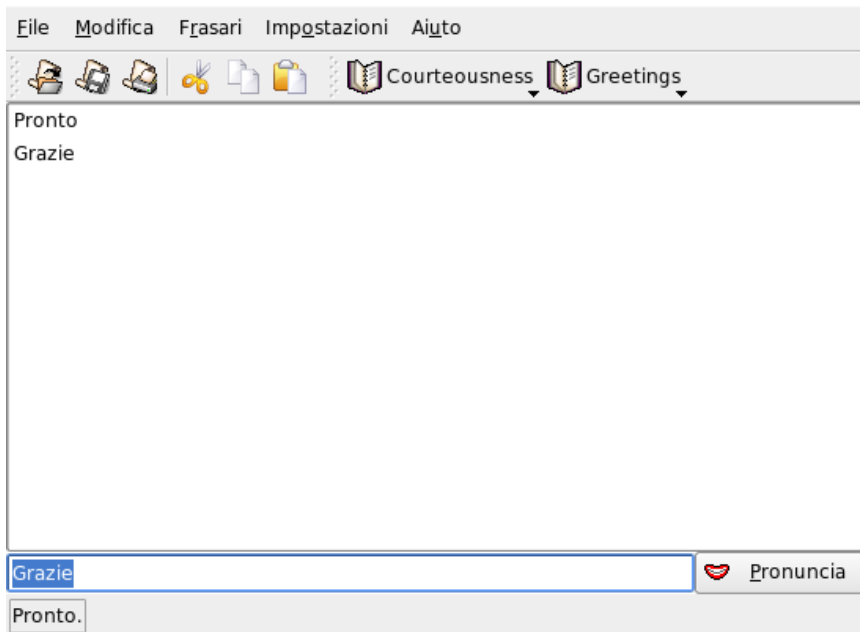 File Modifica Frasari Impostazioni Aiuto
Courteousness Greetings
Pronto
Grazie
Grazie Pronuncia
Pronto.